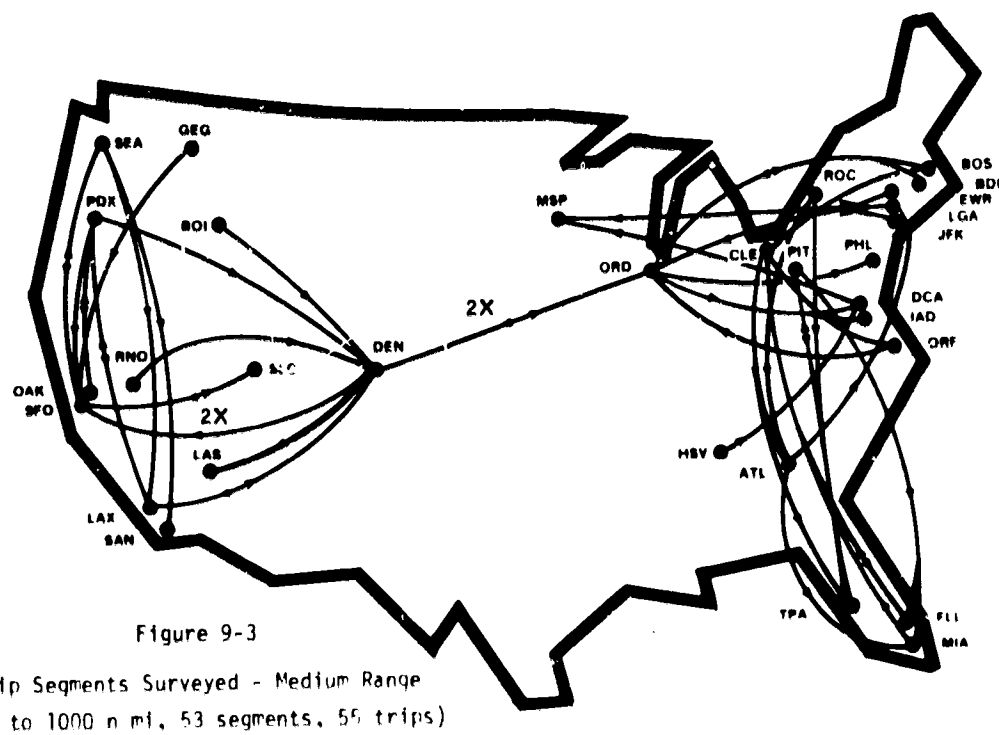 SEA
GEG
PDX
BOI
RNO
OAK
SFO
2X
LAS
LAX
SAN
DEN
2X
MSP
ORD
ROC
CLE
PIT
PHL
BOS
EWR
LGA
JFK
DCA
IAD
ORF
HSV
ATL
TPA
MIA
Figure 9-3
Segments Surveyed - Medium Range
to 1000 n mi, 53 segments, 55 trips)